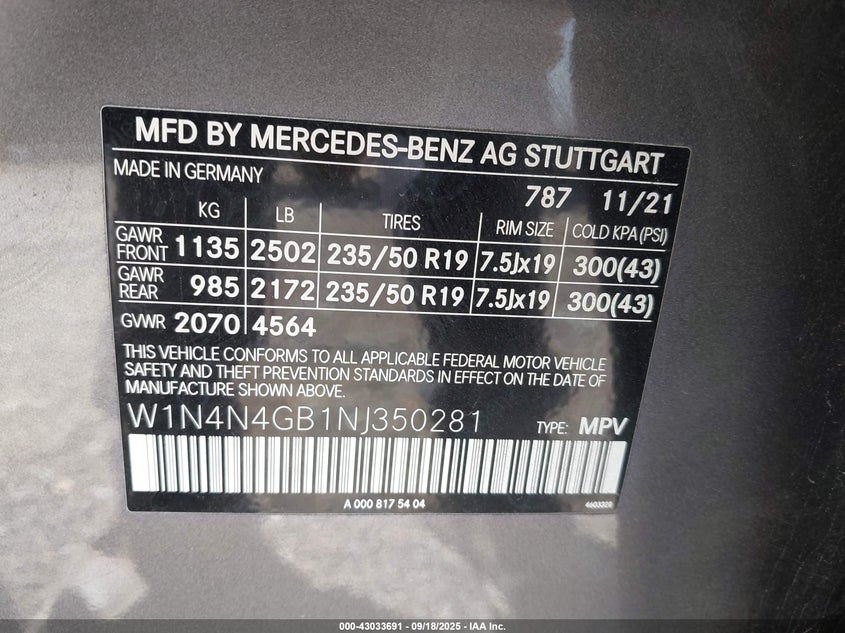 MFD BY MERCEDES-BENZ AG STUTTGART
MADE IN GERMANY
787 11/21
KG LB TIRES RIM SIZE COLD KPA(PSI)
GAWR FRONT 1135 2502 235/50 R19 7.5Jx19 300(43)
GAWR REAR 985 2172 235/50 R19 7.5Jx19 300(43)
GVWR 2070 4564
THIS VEHICLE CONFORMS TO ALL APPLICABLE FEDERAL MOTOR VEHICLE
SAFETY AND THEFT PREVENTION STANDARDS IN EFFECT ON THE DATE OF
MANUFACTURE SHOWN ABOVE.
W1N4N4GB1NJ350281 TYPE: MPV
A 000 817 54 04 4603328
000-43033691 - 09/18/2025 - IAA Inc.